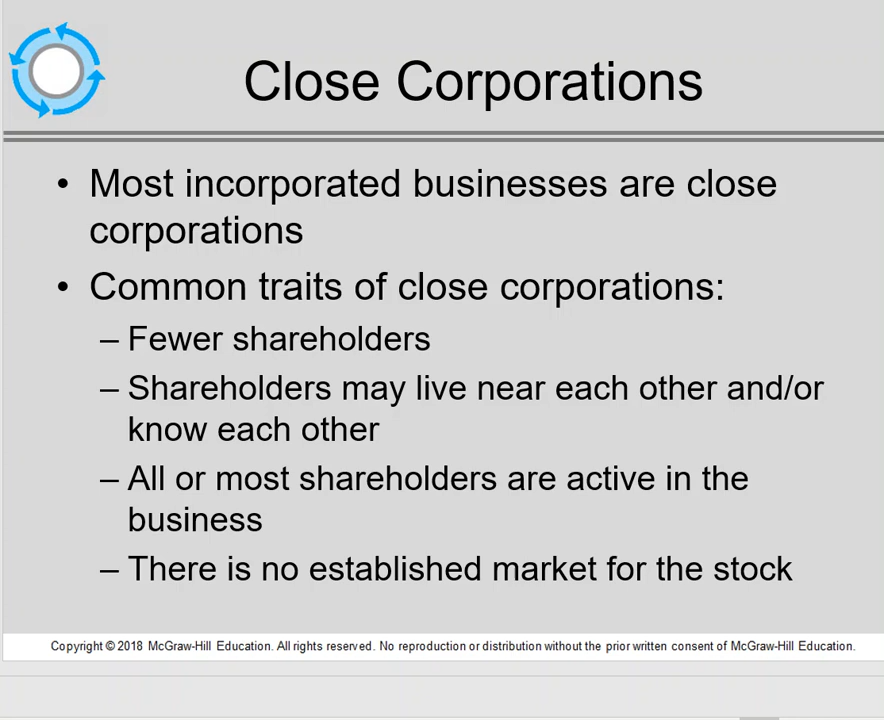 Close Corporations
• Most incorporated businesses are close
corporations
• Common traits of close corporations:
– Fewer shareholders
– Shareholders may live near each other and/or
know each other
– All or most shareholders are active in the
business
– There is no established market for the stock
Copyright © 2018 McGraw-Hill Education. All rights reserved. No reproduction or distribution without the prior written consent of McGraw-Hill Education.